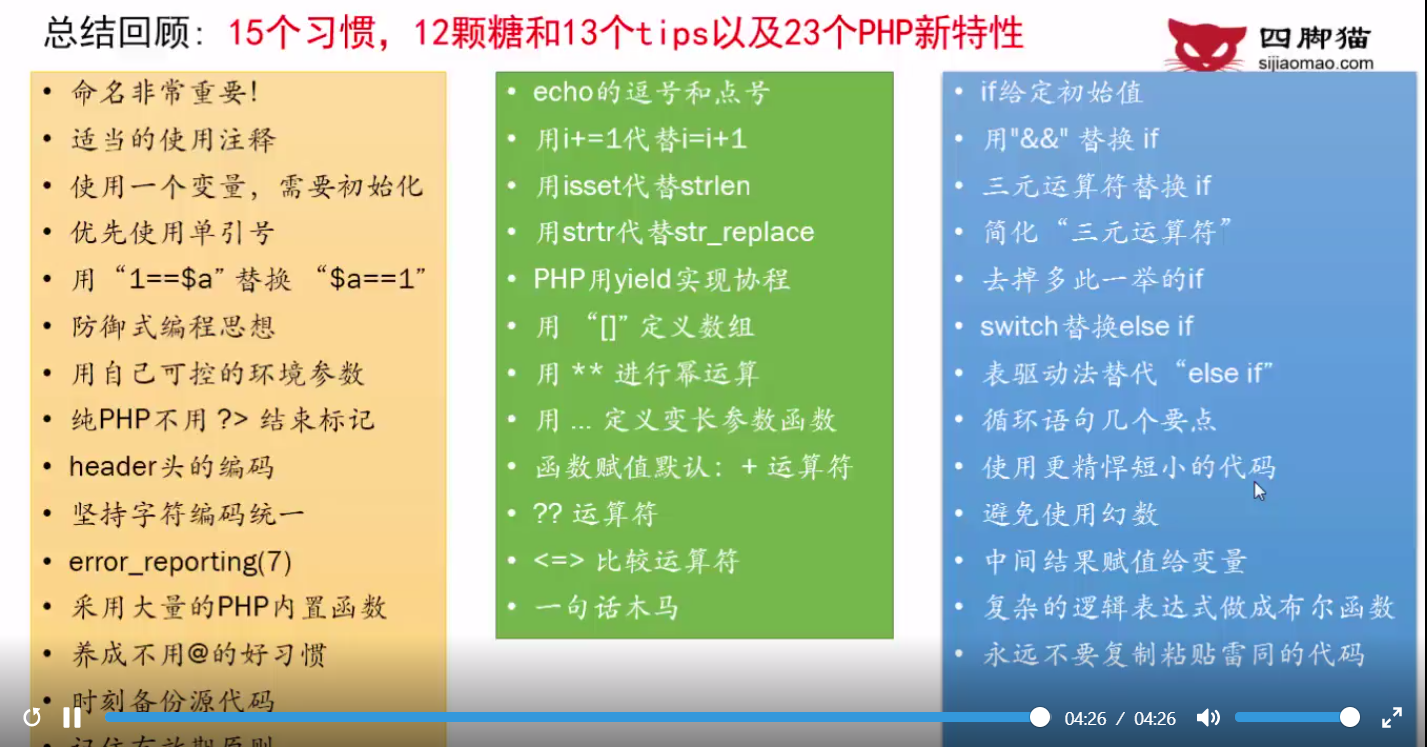 总结回顾: 15个习惯，12颗糖和13个tips以及23个PHP新特性
四脚猫
sijiaomao.com
• 命名非常重要!
• 适当的使用注释
• 使用一个变量，需要初始化
• 优先使用单引号
• 用“1==$a”替换 “$a==1”
• 防御式编程思想
• 用自己可控的环境参数
• 纯PHP不用 ?> 结束标记
• header头的编码
• 坚持字符编码统一
• error_reporting(7)
• 采用大量的PHP内置函数
• 养成不用@的好习惯
• 时刻备份源代码
• echo的逗号和点号
• 用i+=1代替i=i+1
• 用isset代替strlen
• 用strtr代替str_replace
• PHP用yield实现协程
• 用 “[]”定义数组
• 用 ** 进行幂运算
• 用 ... 定义变长参数函数
• 函数赋值默认: + 运算符
• ?? 运算符
• <=> 比较运算符
• 一句话木马
• if给定初始值
• 用"&&" 替换 if
• 三元运算符替换 if
• 简化“三元运算符”
• 去掉多此一举的if
• switch替换else if
• 表驱动法替代“else if”
• 循环语句几个要点
• 使用更精悍短小的代码
• 避免使用幻数
• 中间结果赋值给变量
• 复杂的逻辑表达式做成布尔函数
• 永远不要复制粘贴雷同的代码
04:26 / 04:26